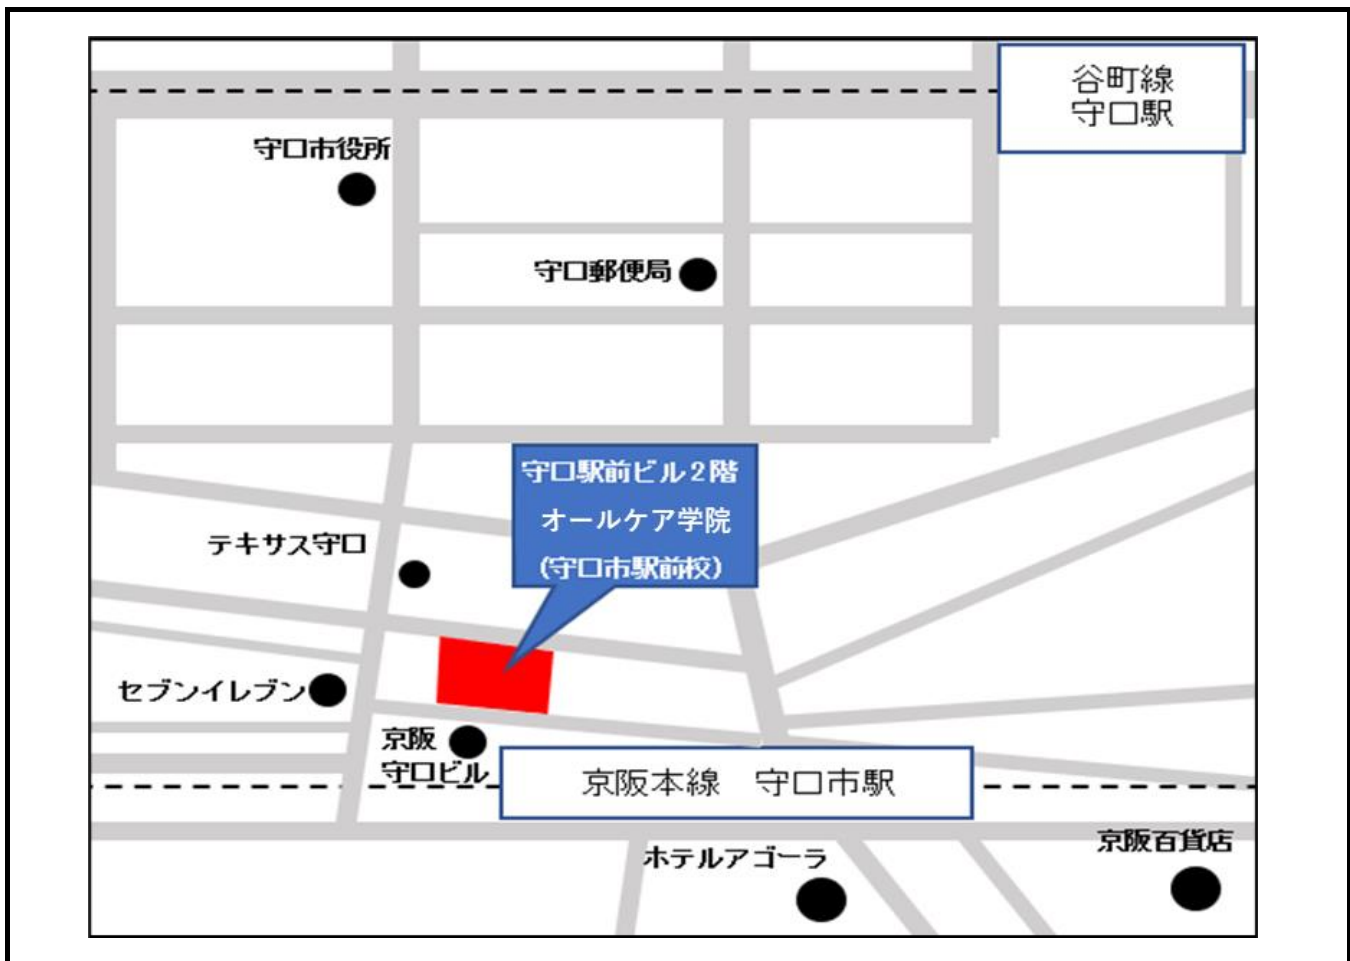 谷町線
守口駅
守口市役所
守口郵便局
守口駅前ビル2階
オールケア学院
(守口市駅前校)
テキサス守口
セブンイレブン
京阪
守口ビル
京阪本線　守口市駅
ホテルアゴーラ
京阪百貨店